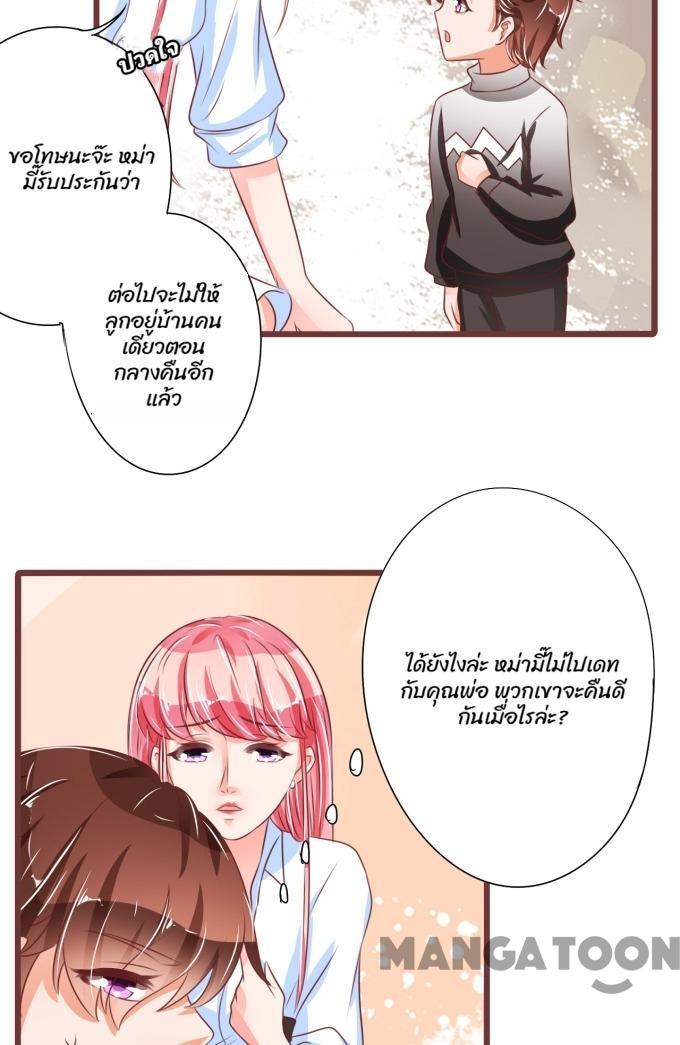 ปวดใจ
ขอโทษนะจ๊ะ หม่า
มี๊รับประกันว่า
ต่อไปจะไม่ให้
ลูกอยู่บ้านคน
เดียวตอน
กลางคืนอีก
แล้ว
ได้ยังไงล่ะ หม่ามี๊ไม่ไปเดท
กับคุณพ่อ พวกเขาจะคืนดี
กันเมื่อไรล่ะ?
MANGATOON